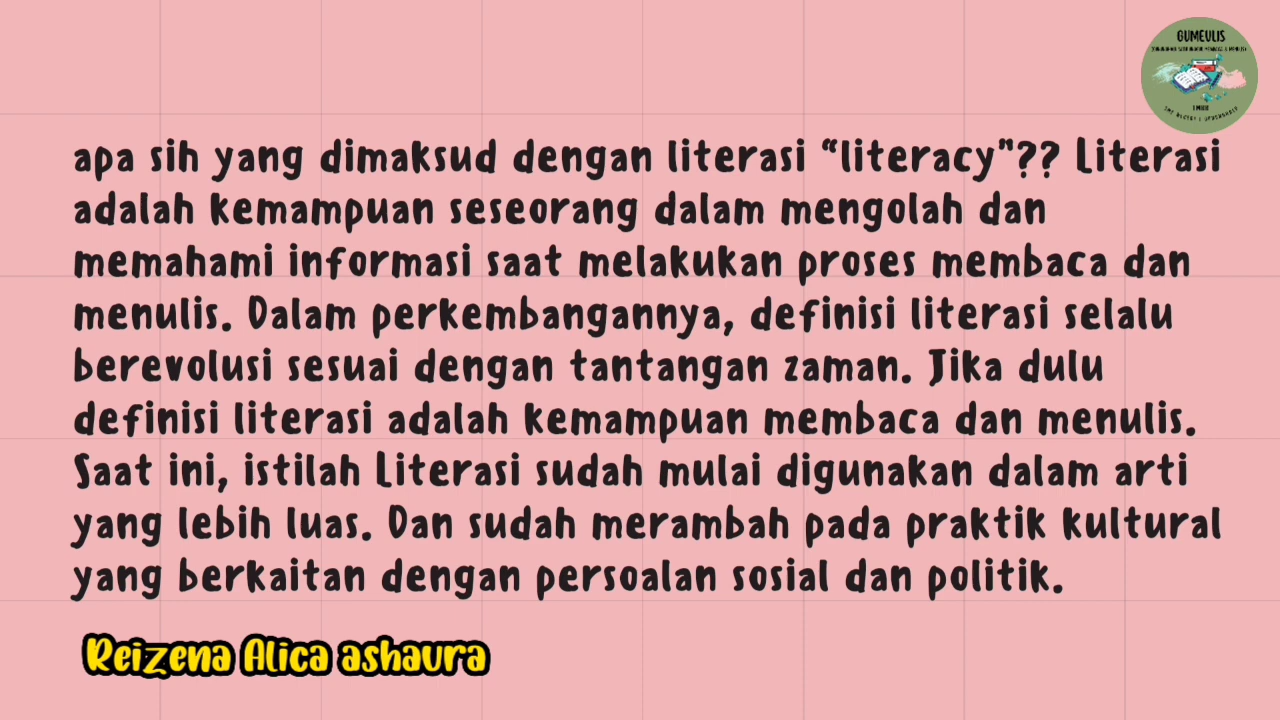 GUMEULIS
apa sih yang dimaksud dengan literasi “literacy”?? Literasi
adalah kemampuan seseorang dalam mengolah dan
memahami informasi saat melakukan proses membaca dan
menulis. Dalam perkembangannya, definisi literasi selalu
berevolusi sesuai dengan tantangan zaman. Jika dulu
definisi literasi adalah kemampuan membaca dan menulis.
Saat ini, istilah Literasi sudah mulai digunakan dalam arti
yang lebih luas. Dan sudah merambah pada praktik kultural
yang berkaitan dengan persoalan sosial dan politik.
Reizena Alica ashaura